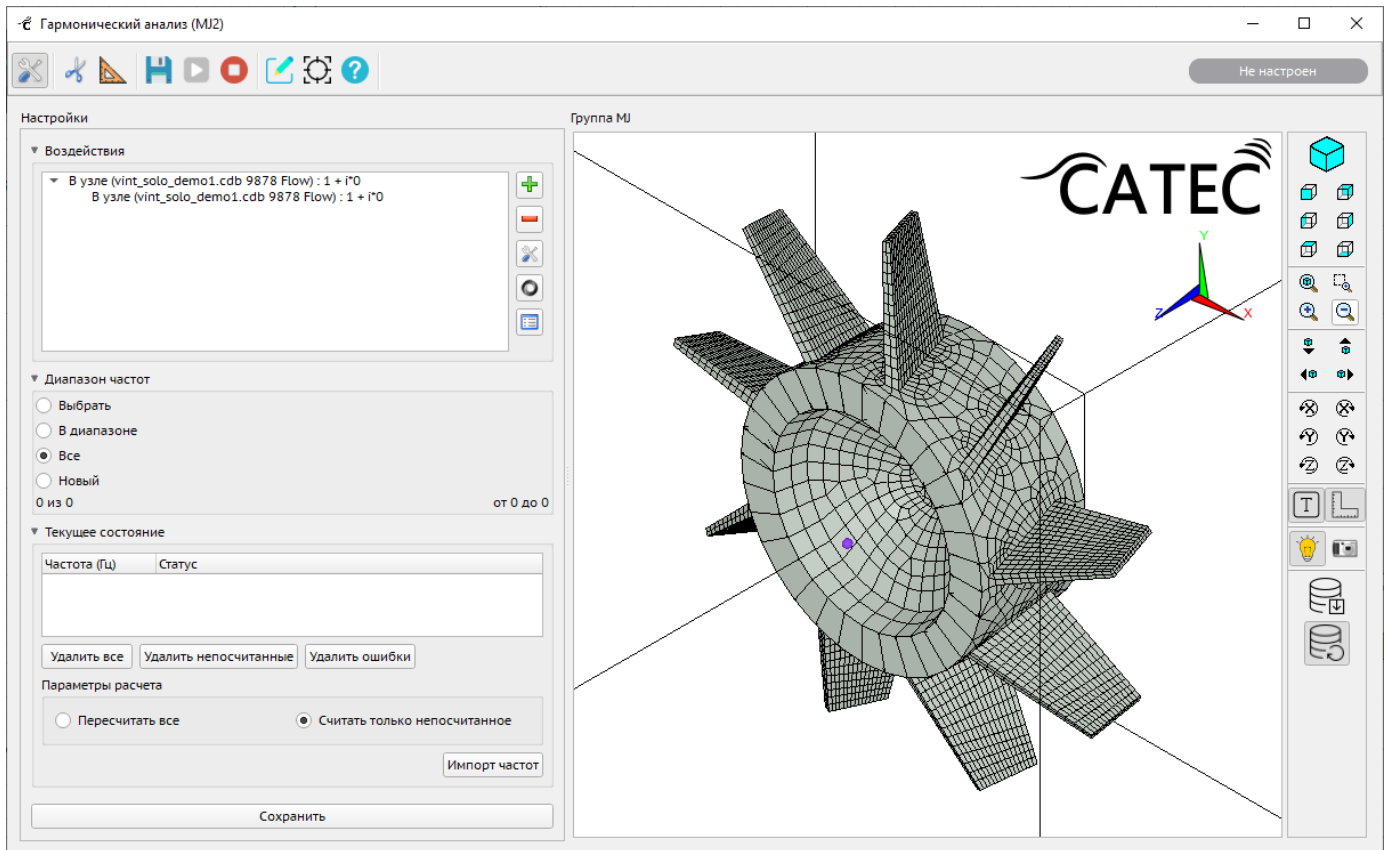 Гармонический анализ (MJ2)
Не настроен
Настройки
Воздействия
В узле (vint_solo_demo1.cdb 9878 Flow) : 1 + i*0
В узле (vint_solo_demo1.cdb 9878 Flow) : 1 + i*0
Диапазон частот
Выбрать
В диапазоне
Все
Новый
0 из 0 от 0 до 0
Текущее состояние
Частота (Гц) Статус
Удалить все Удалить непосчитанные Удалить ошибки
Параметры расчета
Пересчитать все Считать только непосчитанное
Импорт частот
Сохранить
Группа MJ
CATEC
Y
Z X
X X
Y Y
Z Z
T